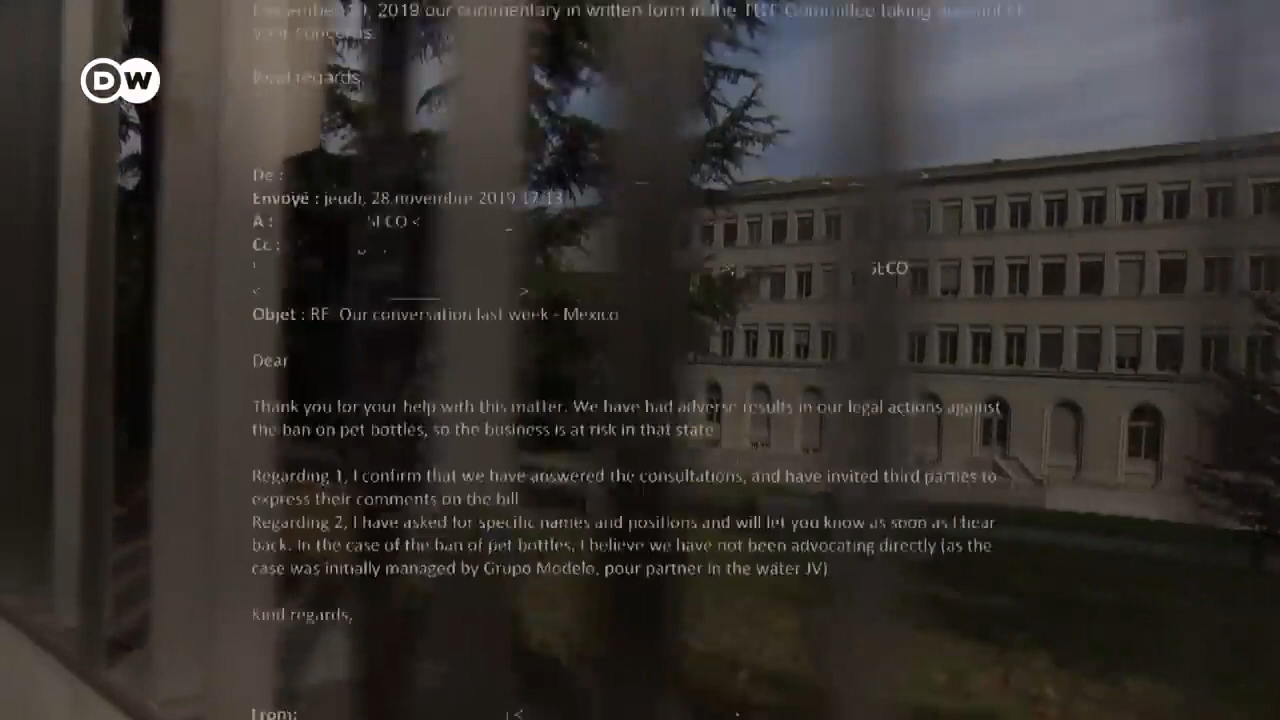 2019 our commentary in written form in the TBT Committee taking account of
your concerns.
Kind regards,
DW
De :
Envoyé : jeudi, 28 novembre 2019 17:13
À : SECO <
Cc :
SECO
< >
Objet : RE: Our conversation last week - Mexico
Dear
Thank you for your help with this matter. We have had adverse results in our legal actions against
the ban on pet bottles, so the business is at risk in that state
Regarding 1, I confirm that we have answered the consultations, and have invited third parties to
express their comments on the bill
Regarding 2, I have asked for specific names and positions and will let you know as soon as I hear
back. In the case of the ban of pet bottles, I believe we have not been advocating directly (as the
case was initially managed by Grupo Modelo, pour partner in the water JV)
Kind regards,
From: <